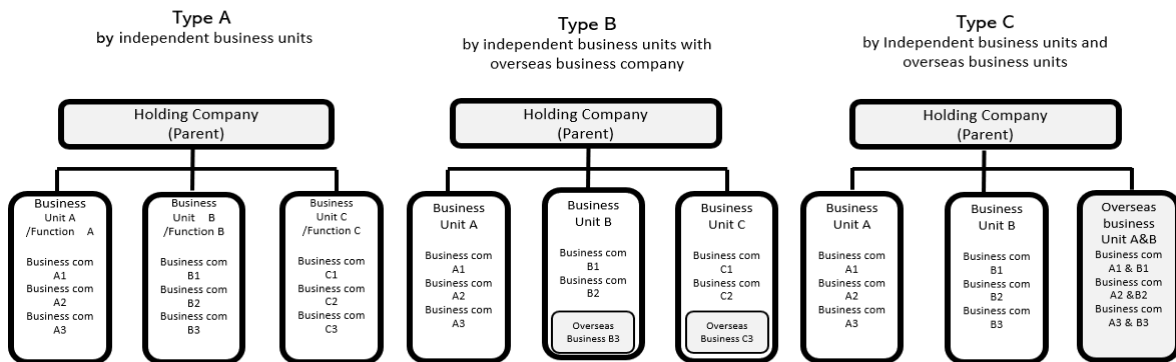 Type A
by independent business units
Holding Company
(Parent)
Business
Unit A
/Function A
Business com
A1
Business com
A2
Business com
A3
Business
Unit B
/Function B
Business com
B1
Business com
B2
Business com
B3
Business
Unit C
/Function C
Business com
C1
Business com
C2
Business com
C3
Type B
by independent business units with
overseas business company
Holding Company
(Parent)
Business
Unit A
Business com
A1
Business com
A2
Business com
A3
Business
Unit B
Business com
B1
Business com
B2
Overseas
Business B3
Business
Unit C
Business com
C1
Business com
C2
Overseas
Business C3
Type C
by Independent business units and
overseas business units
Holding Company
(Parent)
Business
Unit A
Business com
A1
Business com
A2
Business com
A3
Business
Unit B
Business com
B1
Business com
B2
Business com
B3
Overseas
business
Unit A&B
Business com
A1 & B1
Business com
A2 &B2
Business com
A3 & B3